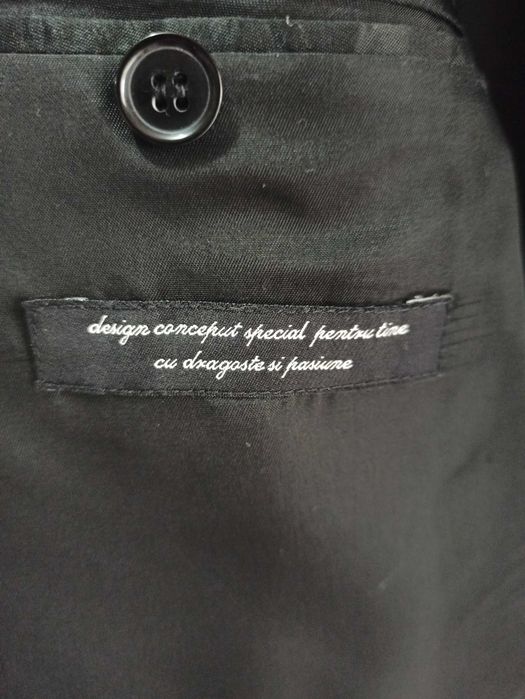 design conceput special pentru tine
cu dragoste si pasiune